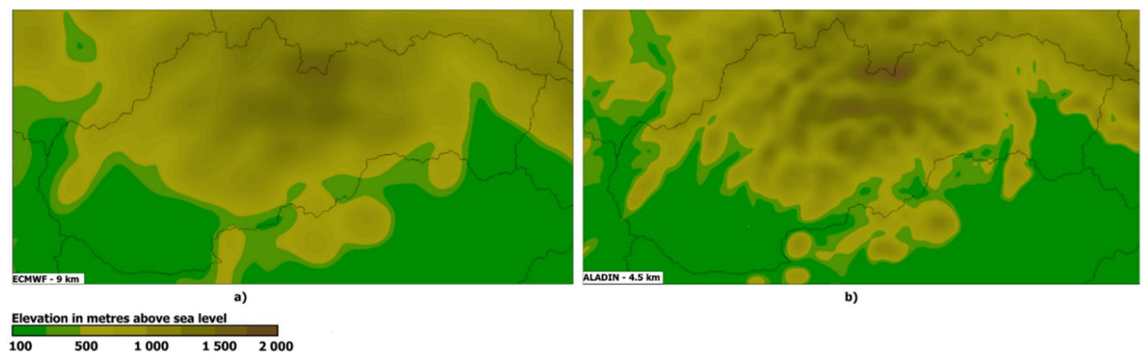 ECMWF - 9 km
ALADIN - 4.5 km
a)
b)
Elevation in metres above sea level
100 500 1 000 1 500 2 000